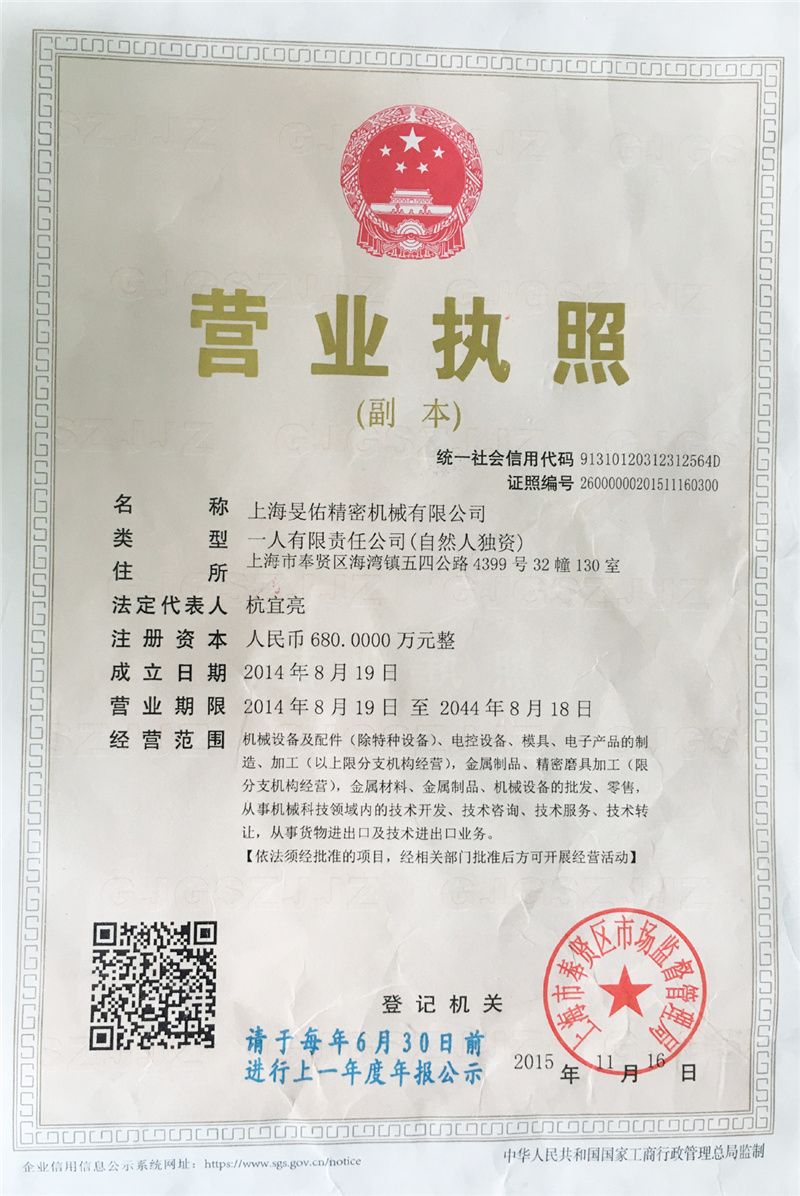 营业执照
(副 本)
统一社会信用代码 91310120312312564D
证照编号 26000000201511160300
名 称 上海旻佑精密机械有限公司
类 型 一人有限责任公司(自然人独资)
住 所 上海市奉贤区海湾镇五四公路4399号32幢130室
法定代表人 杭宜亮
注册资本 人民币680.0000万元整
成立日期 2014年8月19日
营业期限 2014年8月19日 至 2044年8月18日
经营范围 机械设备及配件（除特种设备）、电控设备、模具、电子产品的制
造、加工（以上限分支机构经营），金属制品、精密磨具加工（限
分支机构经营），金属材料、金属制品、机械设备的批发、零售，
从事机械科技领域内的技术开发、技术咨询、技术服务、技术转
让，从事货物进出口及技术进出口业务。
【依法须经批准的项目，经相关部门批准后方可开展经营活动】
上海市奉贤区市场监督管理局
登记机关
请于每年6月30日前
进行上一年度年报公示
2015年11月16日
企业信用信息公示系统网址：https://www.sgs.gov.cn/notice
中华人民共和国国家工商行政管理总局监制